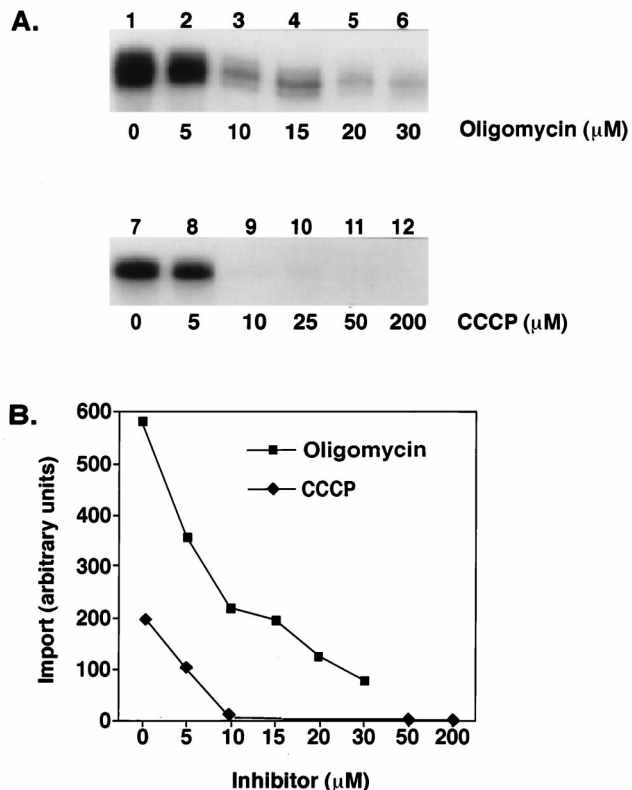 A.
1 2 3 4 5 6
0 5 10 15 20 30 Oligomycin (μM)
7 8 9 10 11 12
0 5 10 25 50 200 CCCP (μM)
B.
600
500
400
300
200
100
0
Import (arbitrary units)
Oligomycin
CCCP
0 5 10 15 20 30 50 200
Inhibitor (μM)